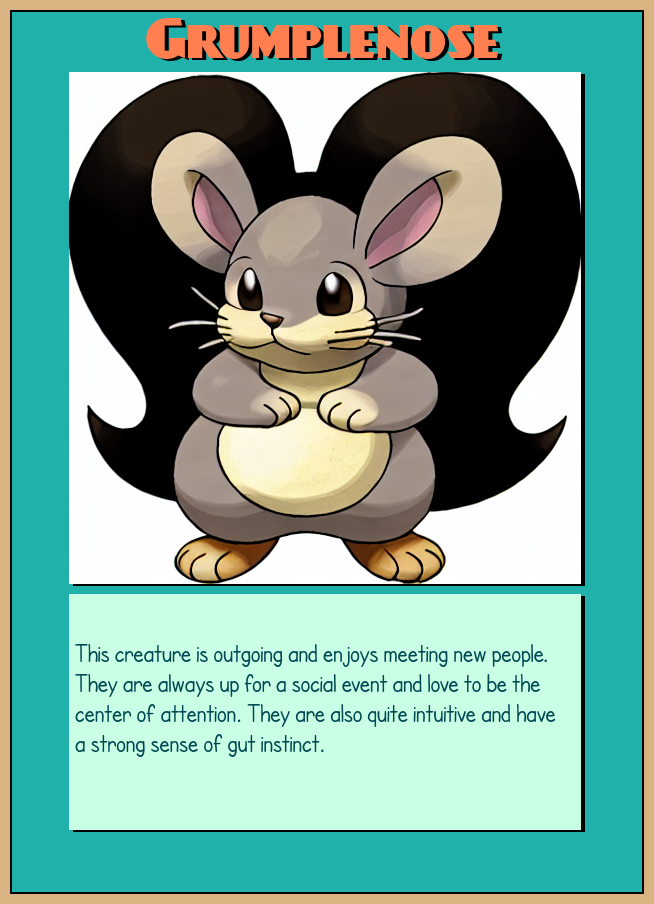 Grumplenose
This creature is outgoing and enjoys meeting new people.
They are always up for a social event and love to be the
center of attention. They are also quite intuitive and have
a strong sense of gut instinct.